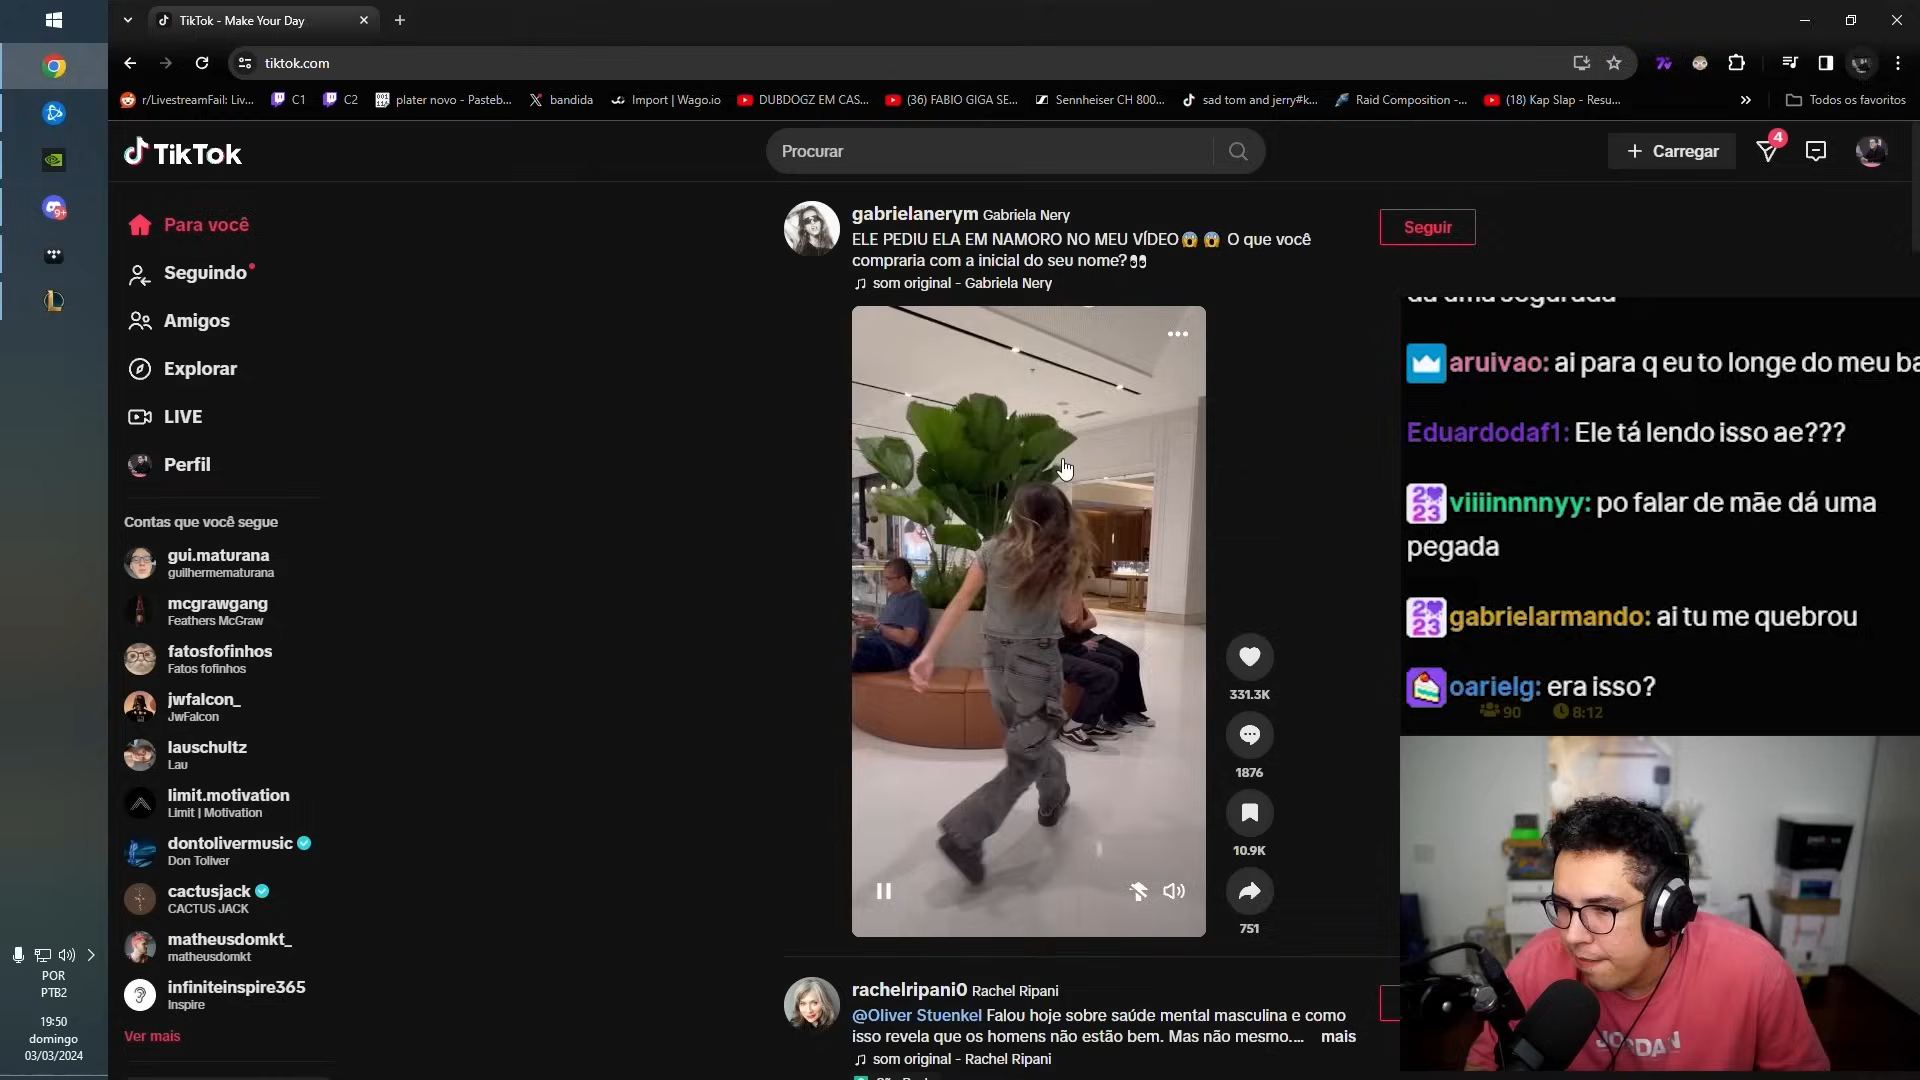 TikTok - Make Your Day
tiktok.com
r/LivestreamFail: Liv...
C1
C2
plater novo - Pasteb...
bandida
Import | Wago.io
DUBDOGZ EM CAS...
(36) FABIO GIGA SE...
Sennheiser CH 800...
sad tom and jerry#k...
Raid Composition -...
(18) Kap Slap - Resu...
Todos os favoritos
TikTok
Procurar
Carregar
4
Para você
Seguindo
Amigos
Explorar
LIVE
Perfil
Contas que você segue
gui.maturana
guilhermematurana
mcgrawgang
Feathers McGraw
fatosfofinhos
Fatos fofinhos
jwfalcon_
JwFalcon
lauschultz
Lau
limit.motivation
Limit | Motivation
dontolivermusic
Don Toliver
cactusjack
CACTUS JACK
matheusdomkt_
matheusdomkt
infiniteinspire365
Inspire
Ver mais
9+
POR
PTB2
19:50
domingo
03/03/2024
gabrielanerym Gabriela Nery
ELE PEDIU ELA EM NAMORO NO MEU VÍDEO😱 😱 O que você
compraria com a inicial do seu nome?👀
som original - Gabriela Nery
Seguir
331.3K
1876
10.9K
751
rachelripani0 Rachel Ripani
@Oliver Stuenkel Falou hoje sobre saúde mental masculina e como
isso revela que os homens não estão bem. Mas não mesmo.... mais
som original - Rachel Ripani
aruivao: ai para q eu to longe do meu ba
Eduardodaf1: Ele tá lendo isso ae???
2023 viiiinnnnyy: po falar de mãe dá uma
pegada
2023 gabrielarmando: ai tu me quebrou
oarielg: era isso?
90 8:12
JORDAN